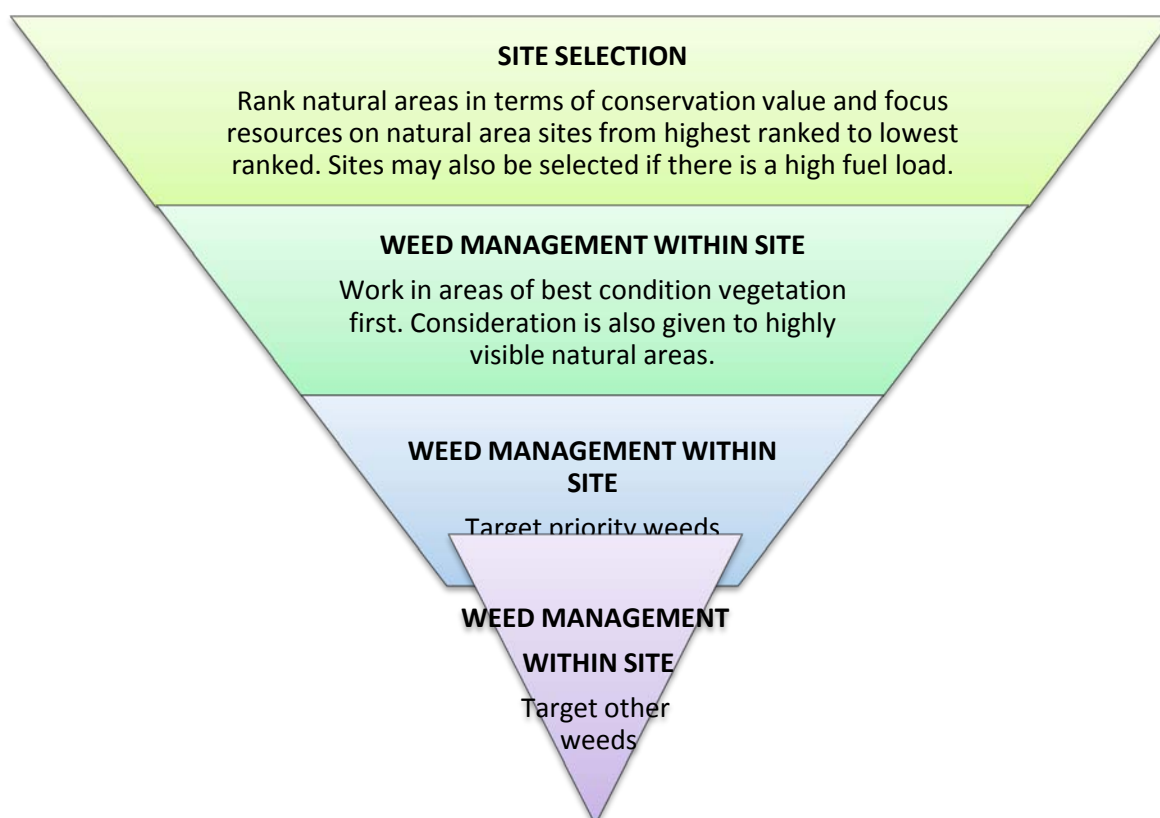 SITE SELECTION
Rank natural areas in terms of conservation value and focus
resources on natural area sites from highest ranked to lowest
ranked. Sites may also be selected if there is a high fuel load.
WEED MANAGEMENT WITHIN SITE
Work in areas of best condition vegetation
first. Consideration is also given to highly
visible natural areas.
WEED MANAGEMENT WITHIN
SITE
Target priority weeds
WEED MANAGEMENT
WITHIN SITE
Target other
weeds